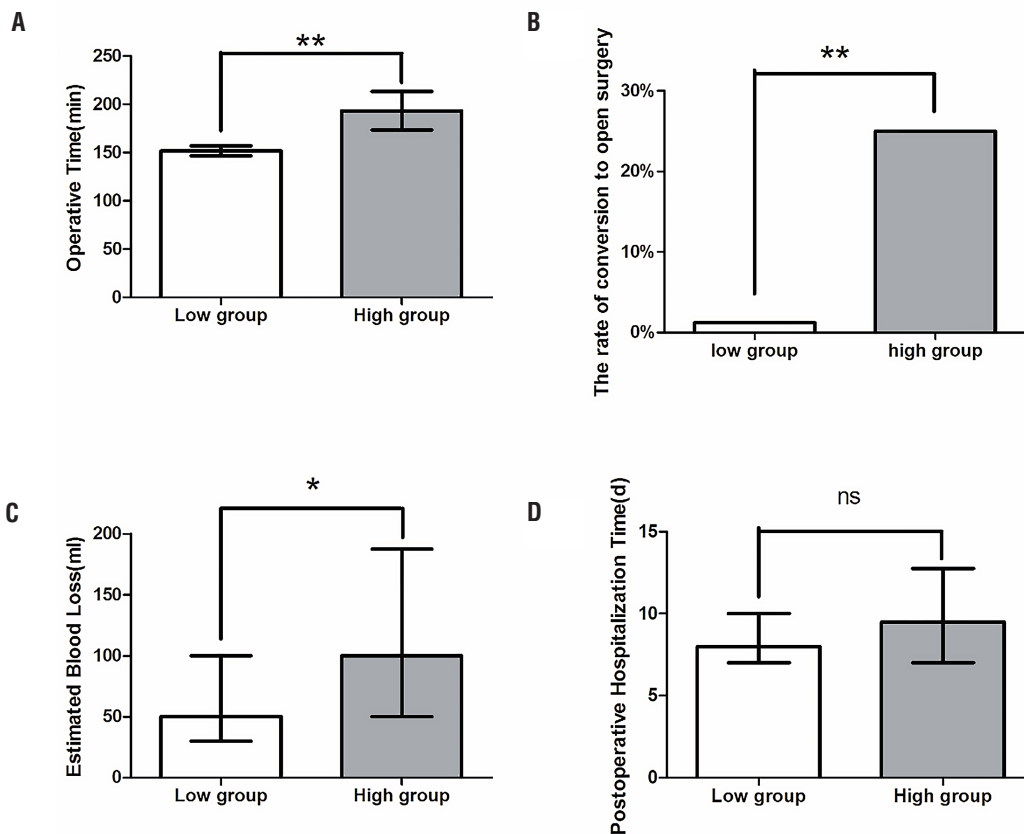 A
Operative Time(min)
250
200
150
100
50
0
**
Low group
High group
B
The rate of conversion to open surgery
30%
20%
10%
0%
**
low group
high group
C
Estimated Blood Loss(ml)
200
150
100
50
0
*
Low group
High group
D
Postoperative Hospitalization Time(d)
15
10
5
0
ns
Low group
High group